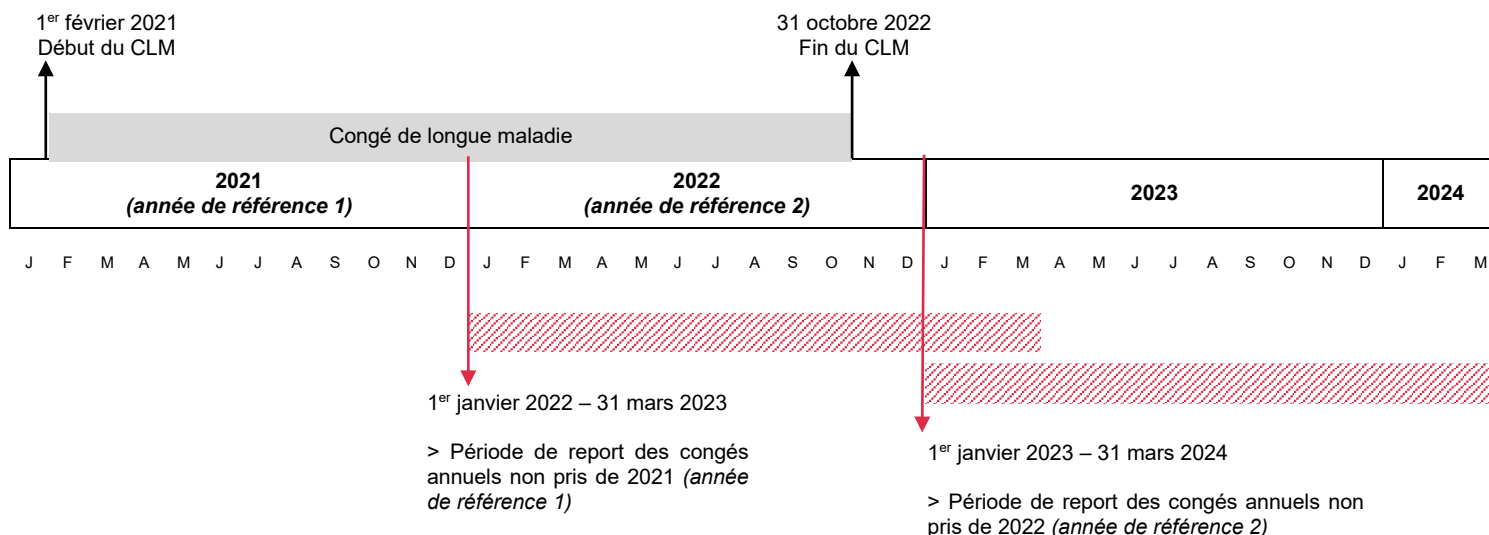 1er février 2021
Début du CLM
31 octobre 2022
Fin du CLM
Congé de longue maladie
2021
(année de référence 1)
2022
(année de référence 2)
2023
2024
J F M A M J J A S O N D J F M A M J J A S O N D J F M A M J J A S O N D J F M
1er janvier 2022 – 31 mars 2023
> Période de report des congés
annuels non pris de 2021 (année
de référence 1)
1er janvier 2023 – 31 mars 2024
> Période de report des congés annuels non
pris de 2022 (année de référence 2)